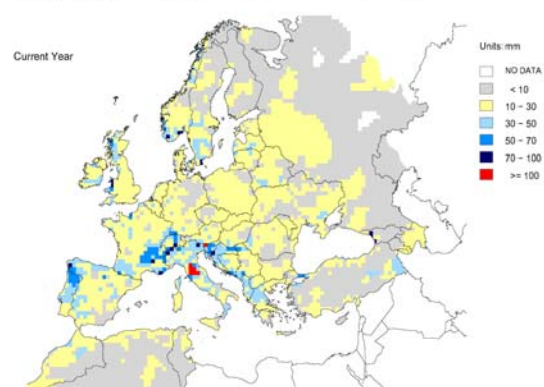 Current Year
Units: mm
NO DATA
< 10
10 - 30
30 - 50
50 - 70
70 - 100
>= 100